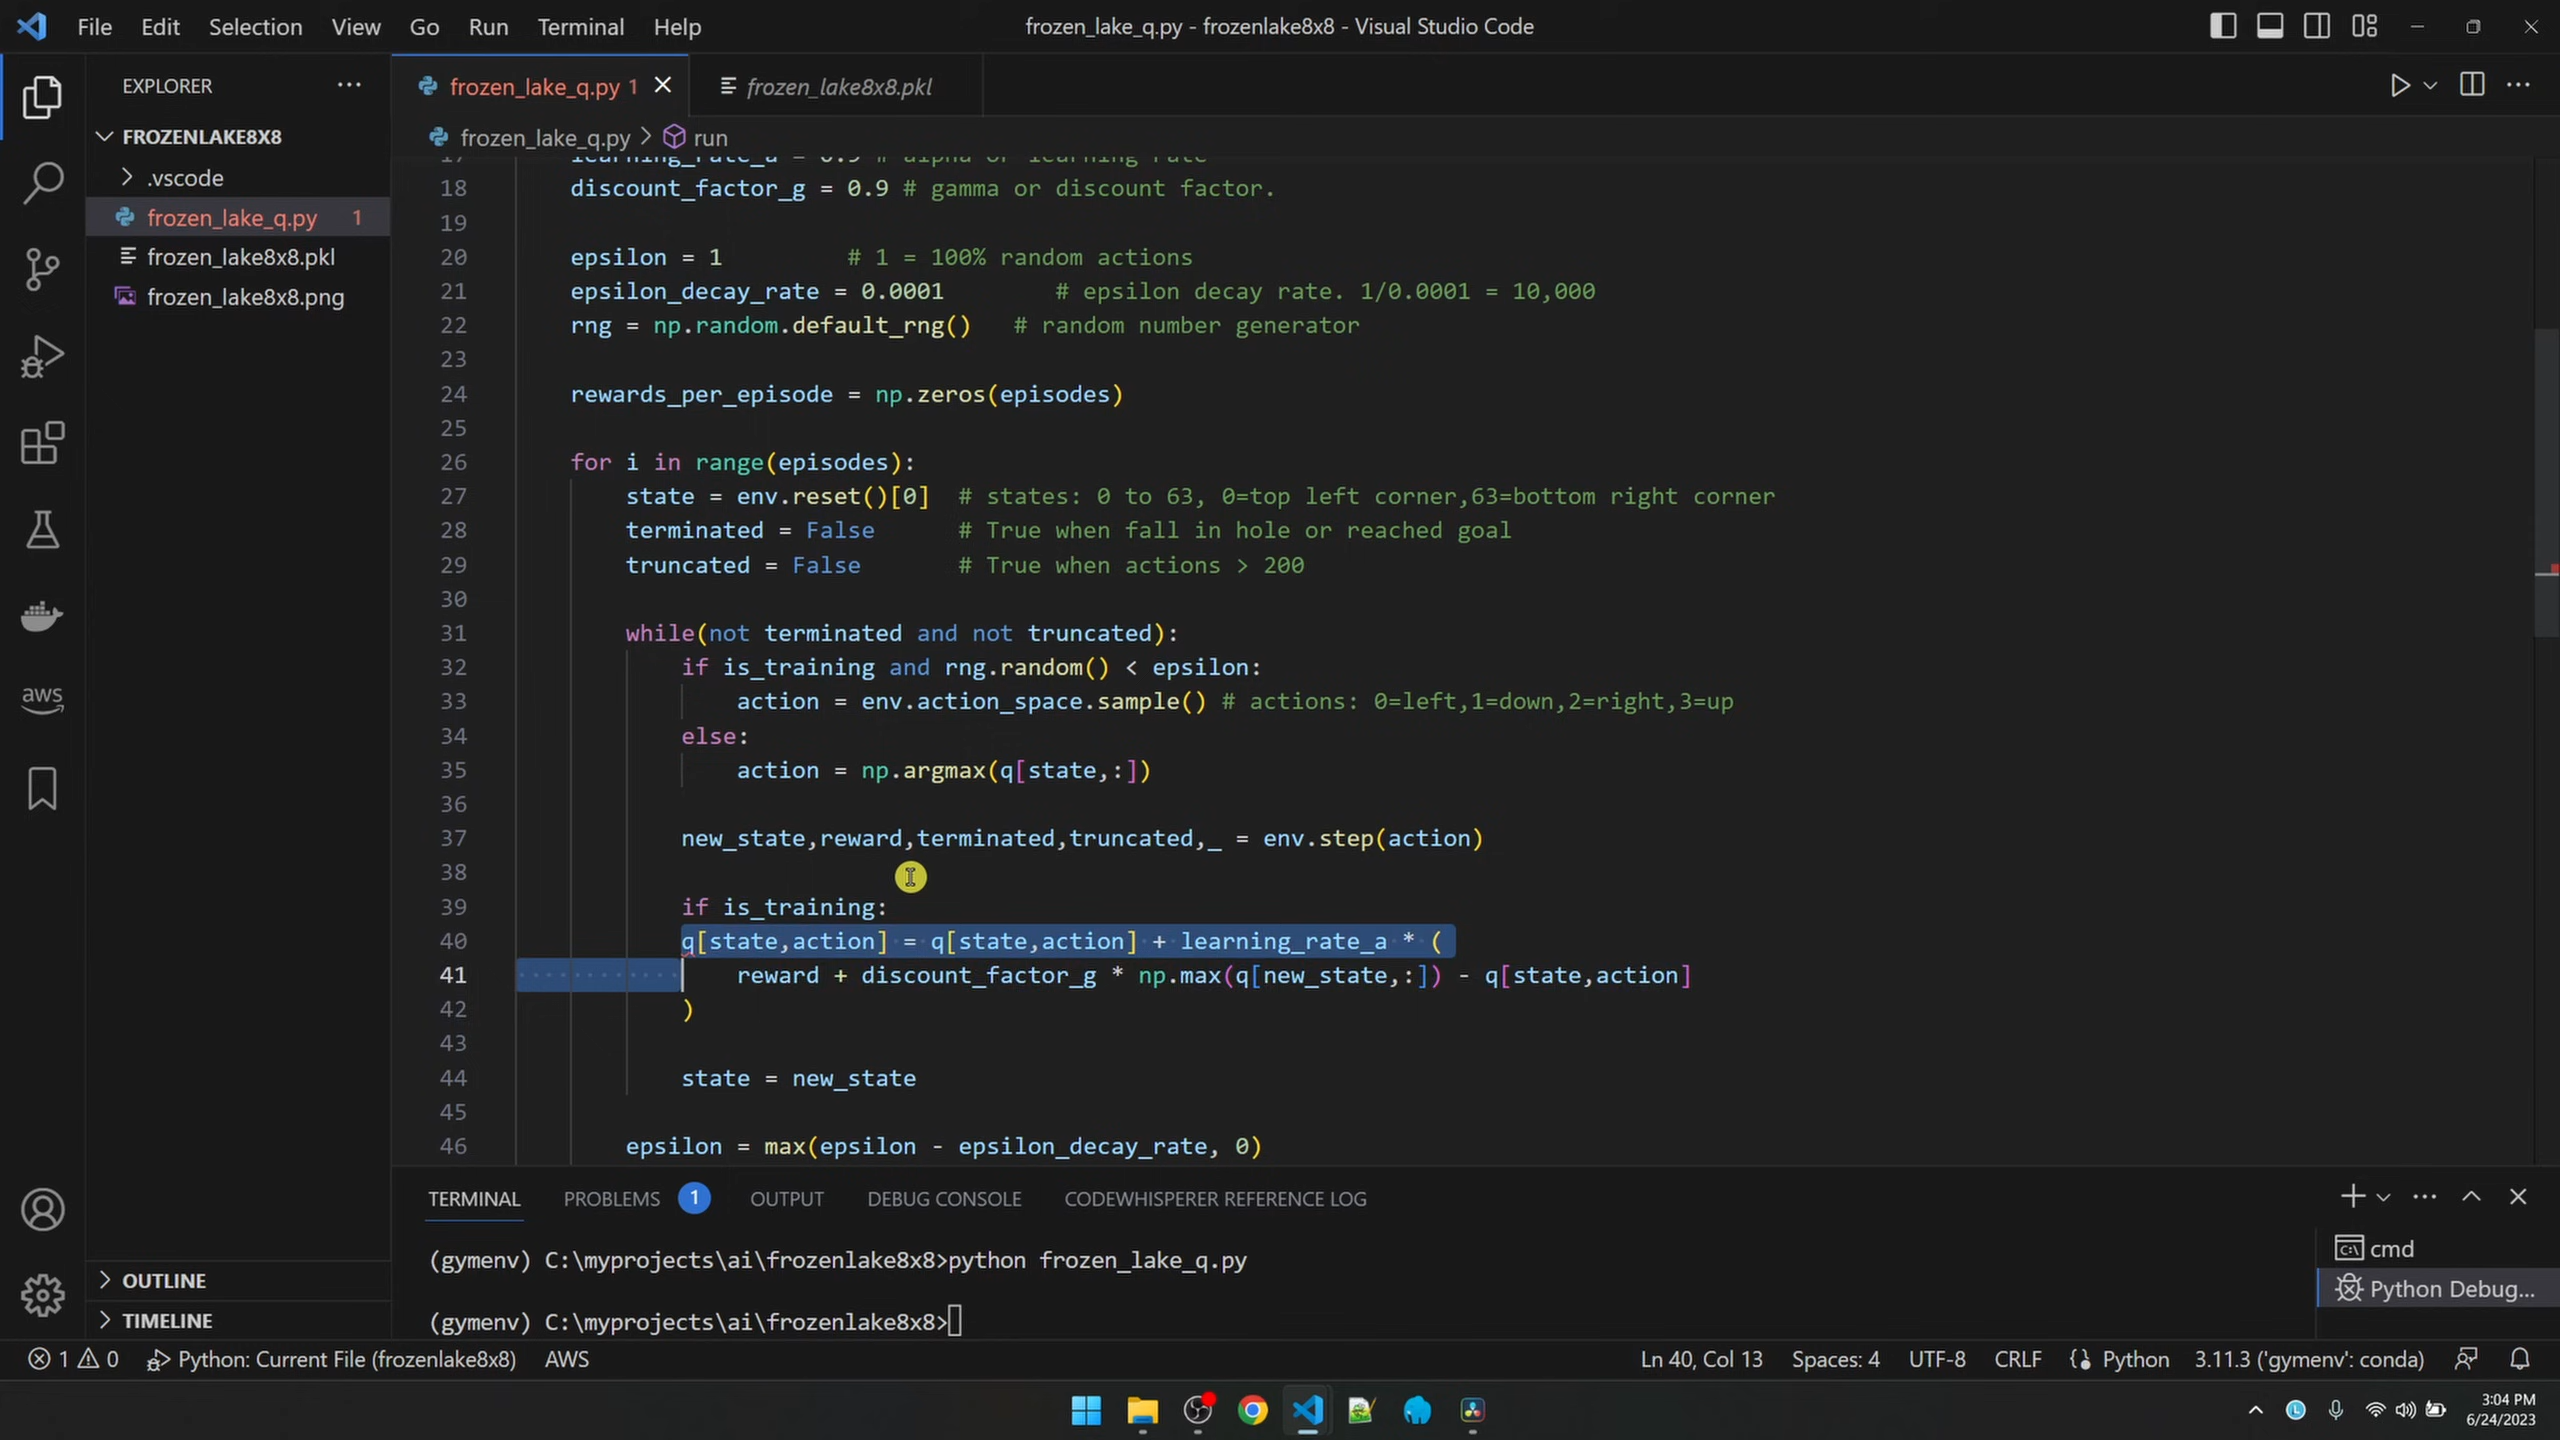 File Edit Selection View Go Run Terminal Help
frozen_lake_q.py - frozenlake8x8 - Visual Studio Code
EXPLORER
FROZENLAKE8X8
.vscode
frozen_lake_q.py 1
frozen_lake8x8.pkl
frozen_lake8x8.png
OUTLINE
TIMELINE
frozen_lake_q.py 1 frozen_lake8x8.pkl
frozen_lake_q.py > run
17 learning_rate_a = 0.9 # alpha or learning rate
18 discount_factor_g = 0.9 # gamma or discount factor.
19
20 epsilon = 1 # 1 = 100% random actions
21 epsilon_decay_rate = 0.0001 # epsilon decay rate. 1/0.0001 = 10,000
22 rng = np.random.default_rng() # random number generator
23
24 rewards_per_episode = np.zeros(episodes)
25
26 for i in range(episodes):
27 state = env.reset()[0] # states: 0 to 63, 0=top left corner,63=bottom right corner
28 terminated = False # True when fall in hole or reached goal
29 truncated = False # True when actions > 200
30
31 while(not terminated and not truncated):
32 if is_training and rng.random() < epsilon:
33 action = env.action_space.sample() # actions: 0=left,1=down,2=right,3=up
34 else:
35 action = np.argmax(q[state,:])
36
37 new_state,reward,terminated,truncated,_ = env.step(action)
38
39 if is_training:
40 q[state,action] = q[state,action] + learning_rate_a * (
41 reward + discount_factor_g * np.max(q[new_state,:]) - q[state,action]
42 )
43
44 state = new_state
45
46 epsilon = max(epsilon - epsilon_decay_rate, 0)
TERMINAL PROBLEMS 1 OUTPUT DEBUG CONSOLE CODEWHISPERER REFERENCE LOG
(gymenv) C:\myprojects\ai\frozenlake8x8>python frozen_lake_q.py
(gymenv) C:\myprojects\ai\frozenlake8x8>
cmd
Python Debug...
aws
1 0 Python: Current File (frozenlake8x8) AWS
Ln 40, Col 13 Spaces: 4 UTF-8 CRLF Python 3.11.3 ('gymenv': conda)
3:04 PM
6/24/2023